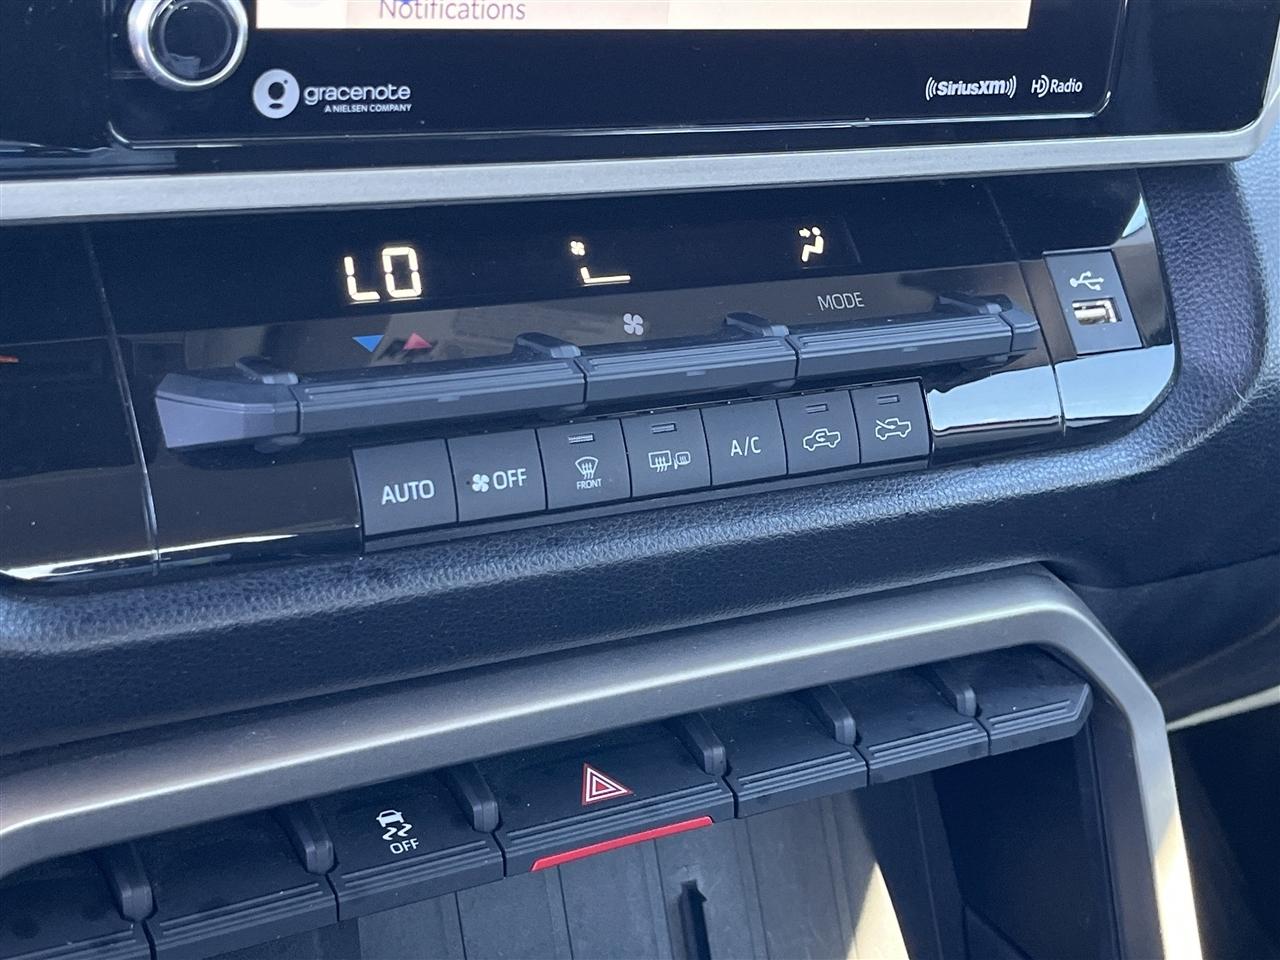 Notifications
gracenote
A NIELSEN COMPANY
SiriusXM HD Radio
LO
MODE
AUTO
OFF
FRONT
A/C
OFF